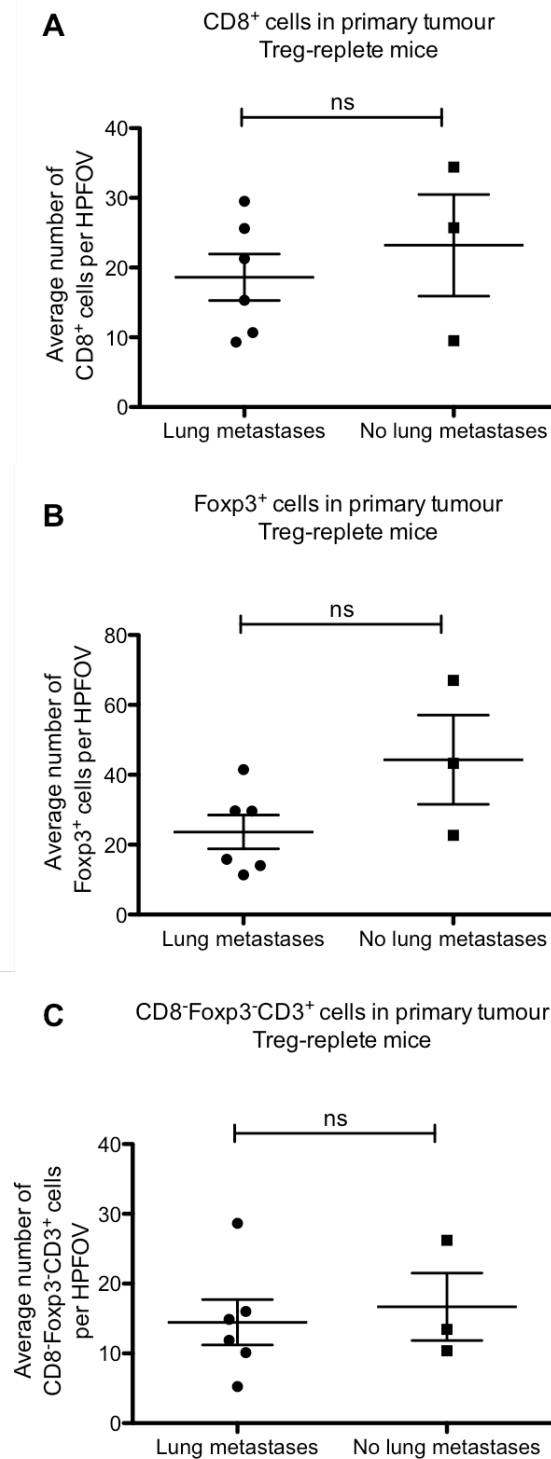 A
CD8⁺ cells in primary tumour
Treg-replete mice
ns
Average number of
CD8⁺ cells per HPFOV
40
30
20
10
0
Lung metastases
No lung metastases
B
Foxp3⁺ cells in primary tumour
Treg-replete mice
ns
Average number of
Foxp3⁺ cells per HPFOV
80
60
40
20
0
Lung metastases
No lung metastases
C
CD8⁻Foxp3⁻CD3⁺ cells in primary tumour
Treg-replete mice
ns
Average number of
CD8⁻Foxp3⁻CD3⁺ cells
per HPFOV
40
30
20
10
0
Lung metastases
No lung metastases